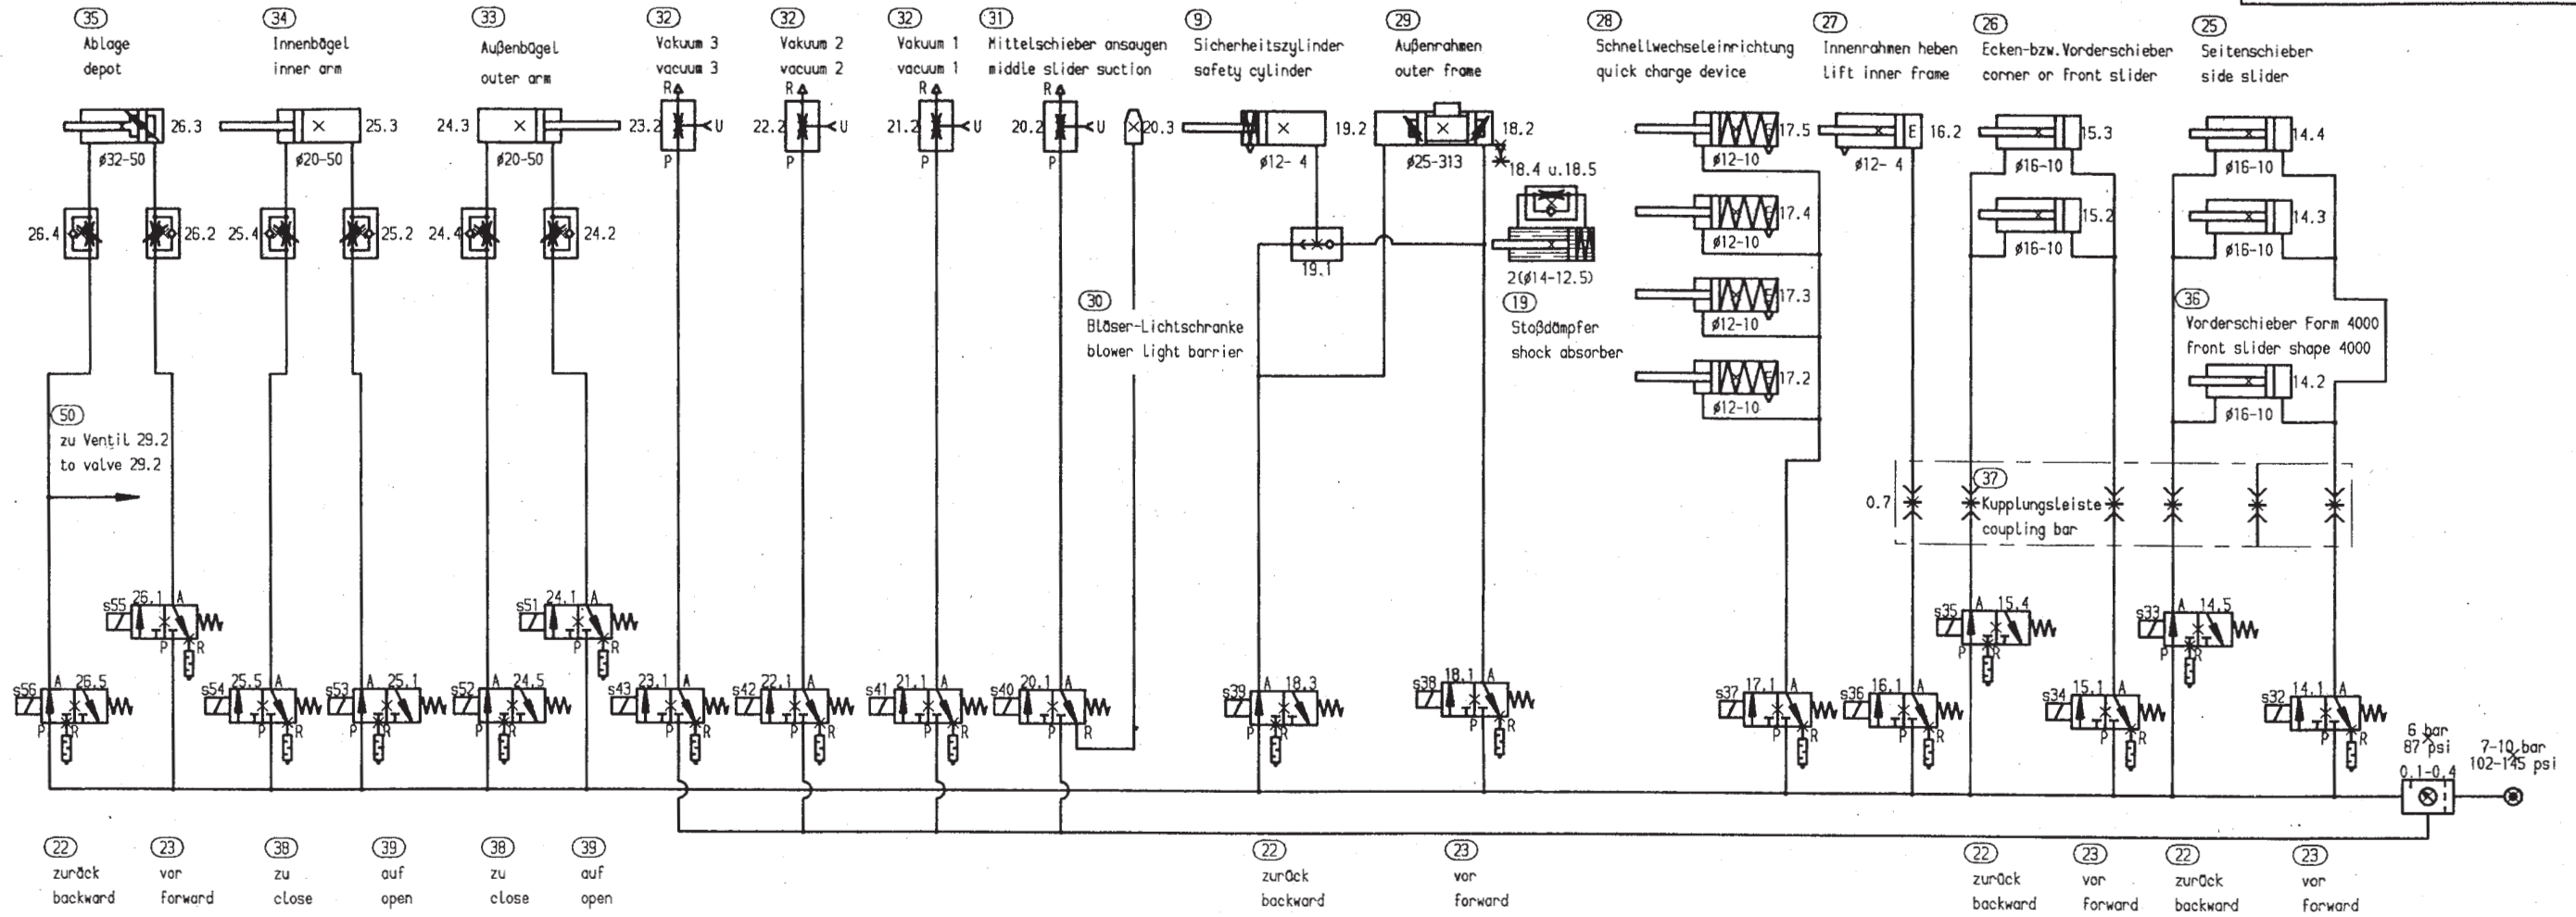 35
Ablage
depot
34
Innenbügel
inner arm
33
Außenbügel
outer arm
32
Vakuum 3
vacuum 3
32
Vakuum 2
vacuum 2
32
Vakuum 1
vacuum 1
31
Mittelschieber ansaugen
middle slider suction
9
Sicherheitszylinder
safety cylinder
29
Außenrahmen
outer frame
28
Schnellwechseleinrichtung
quick charge device
27
Innenrahmen heben
lift inner frame
26
Ecken-bzw.Vorderschieber
corner or front slider
25
Seitenschieber
side slider
R R R R
26.3 25.3 24.3 23.2 U 22.2 U 21.2 U 20.2 U 20.3 19.2 18.2 17.5 E 16.2 15.3 14.4
ø32-50 ø20-50 ø20-50 P P P P ø12- 4 ø25-313 ø12-10 ø12- 4 ø16-10 ø16-10
18.4 u.18.5
17.4 15.2 14.3
26.4 26.2 25.4 25.2 24.4 24.2
ø12-10 ø16-10 ø16-10
19.1
2(ø14-12.5)
30
Bläser-Lichtschranke
blower light barrier
19
Stoßdämpfer
shock absorber
17.3
ø12-10
36
Vorderschieber Form 4000
front slider shape 4000
17.2 14.2
ø12-10 ø16-10
50
zu Ventil 29.2
to valve 29.2
0.7
37
Kupplungsleiste
coupling bar
s55 26.1 A P R
s51 24.1 A P R
s35 A 15.4 P R
s33 A 14.5 P R
s56 A 26.5 P R
s54 25.5 A P R
s53 A 25.1 P R
s52 A 24.5 P R
s43 23.1 A P R
s42 22.1 A P R
s41 21.1 A P R
s40 20.1 A P R
s39 A 18.3 P R
s38 18.1 A P R
s37 17.1 A P R
s36 16.1 A P R
s34 15.1 A P R
s32 14.1 A P R
6 bar
87 psi
7-10 bar
102-145 psi
0.1-0.4
22
zurück
backward
23
vor
forward
38
zu
close
39
auf
open
38
zu
close
39
auf
open
22
zurück
backward
23
vor
forward
22
zurück
backward
23
vor
forward
22
zurück
backward
23
vor
forward